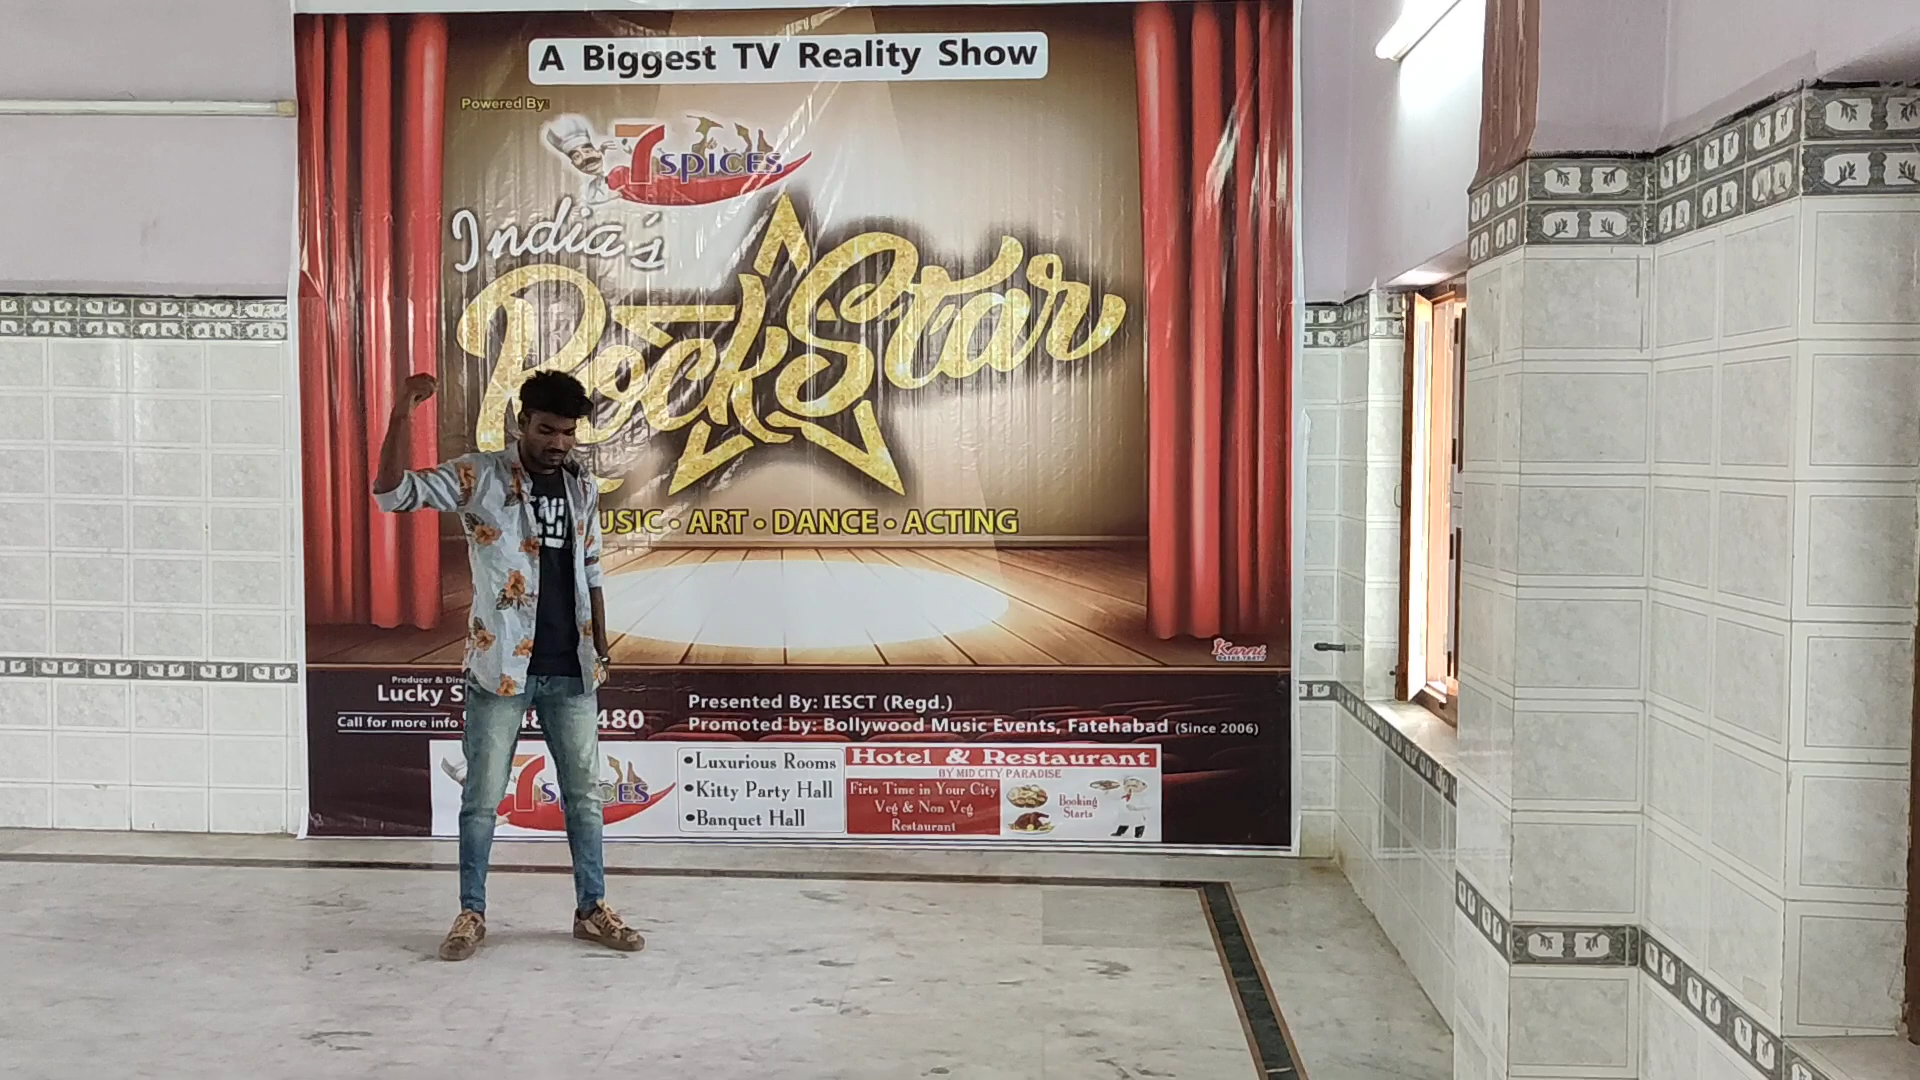 A Biggest TV Reality Show
Powered By:
7 SPICES
India's
RockStar
USIC • ART • DANCE • ACTING
Karni
Producer & Dire
Lucky S
Call for more info
480
Presented By: IESCT (Regd.)
Promoted by: Bollywood Music Events, Fatehabad (Since 2006)
7 SPICES
•Luxurious Rooms
•Kitty Party Hall
•Banquet Hall
Hotel & Restaurant
BY MID CITY PARADISE
Firts Time in Your City
Veg & Non Veg
Restaurant
Booking
Starts